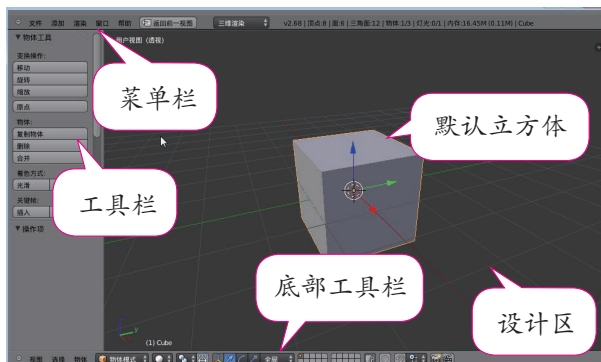 文件 添加 渲染 窗口 帮助 返回前一视图 三维渲染 v2.68 | 顶点:8 | 面:6 | 三角面:12 | 物体:1/3 | 灯光:0/1 | 内存:16.45M (0.11M) | Cube
▼物体工具
用户视图 (透视)
变换操作:
移动
旋转
缩放
原点
物体:
复制物体
删除
合并
着色方式:
光滑
关键帧:
插入
▼操作项
菜单栏
默认立方体
工具栏
底部工具栏
设计区
y
(1) Cube
视图 选择 物体 物体模式 全局